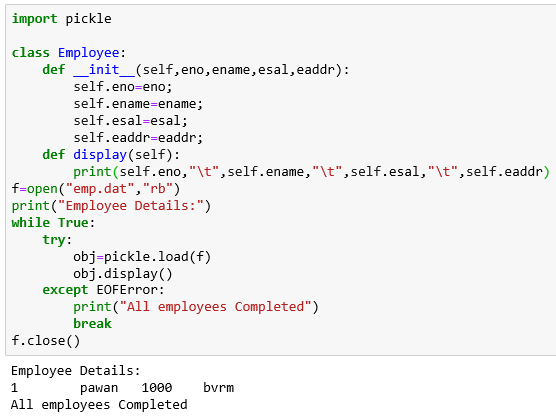 import pickle

class Employee:
    def __init__(self,eno,ename,esal,eaddr):
        self.eno=eno;
        self.ename=ename;
        self.esal=esal;
        self.eaddr=eaddr;
    def display(self):
        print(self.eno,"\t",self.ename,"\t",self.esal,"\t",self.eaddr)
f=open("emp.dat","rb")
print("Employee Details:")
while True:
    try:
        obj=pickle.load(f)
        obj.display()
    except EOFError:
        print("All employees Completed")
        break
f.close()
Employee Details:
1        pawan   1000    bvrm
All employees Completed